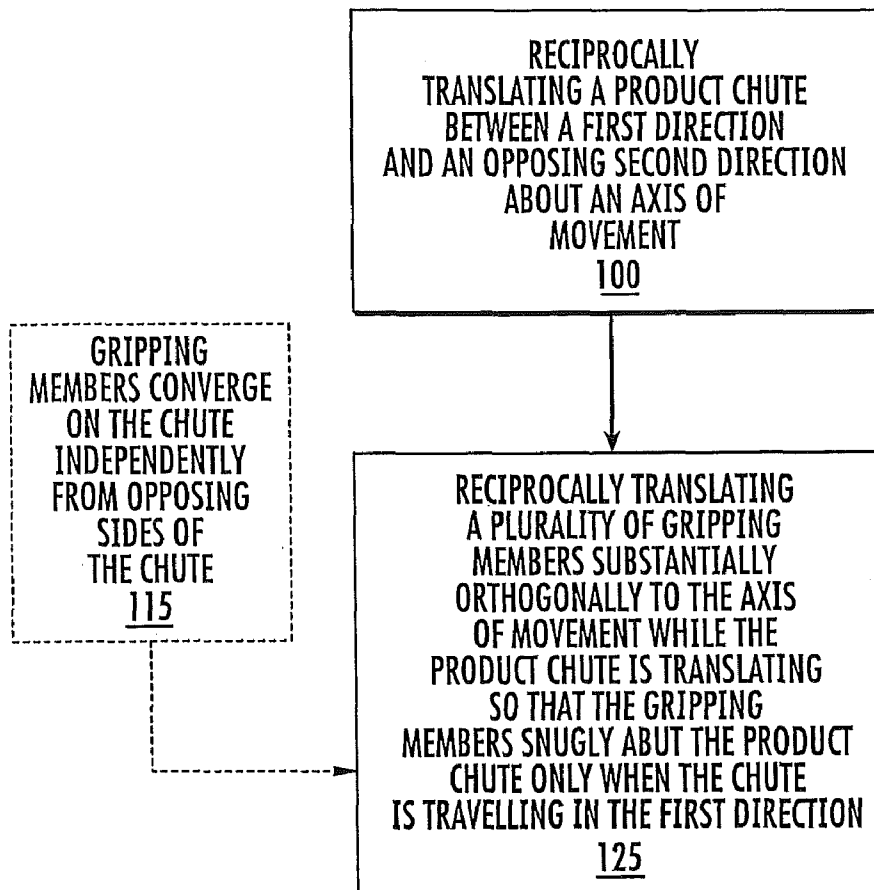 RECIPROCALLY
TRANSLATING A PRODUCT CHUTE
BETWEEN A FIRST DIRECTION
AND AN OPPOSING SECOND DIRECTION
ABOUT AN AXIS OF
MOVEMENT
100
GRIPPING
MEMBERS CONVERGE
ON THE CHUTE
INDEPENDENTLY
FROM OPPOSING
SIDES OF
THE CHUTE
115
RECIPROCALLY TRANSLATING
A PLURALITY OF GRIPPING
MEMBERS SUBSTANTIALLY
ORTHOGONALLY TO THE AXIS
OF MOVEMENT WHILE THE
PRODUCT CHUTE IS TRANSLATING
SO THAT THE GRIPPING
MEMBERS SNUGLY ABUT THE PRODUCT
CHUTE ONLY WHEN THE CHUTE
IS TRAVELLING IN THE FIRST DIRECTION
125